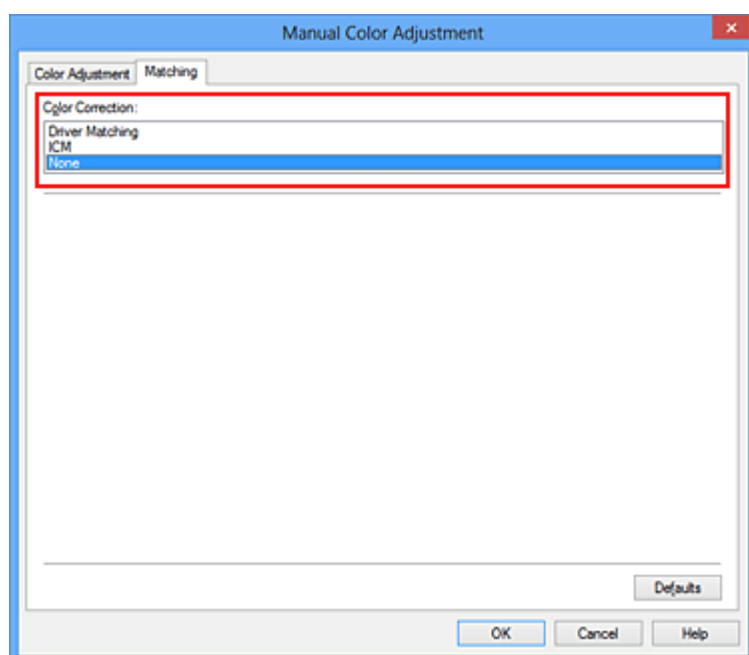 Manual Color Adjustment
Color Adjustment Matching
Color Correction:
Driver Matching
ICM
None
Defaults
OK Cancel Help